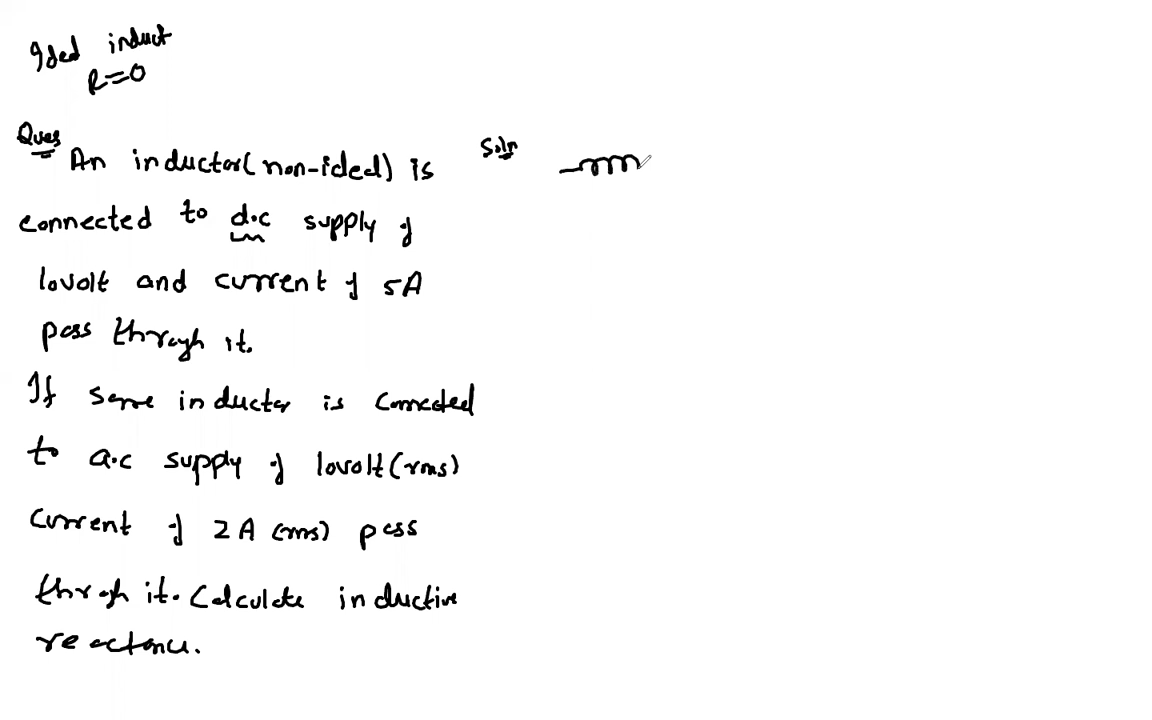 Ideal induct
R=0
Ques An inductor(non-ideal) is
connected to d.c supply of
10volt and current of 5A
pass through it.
If same inductor is connected
to a.c supply of 10volt(rms)
current of 2A (rms) pass
through it. Calculate inductive
reactance.
Soln